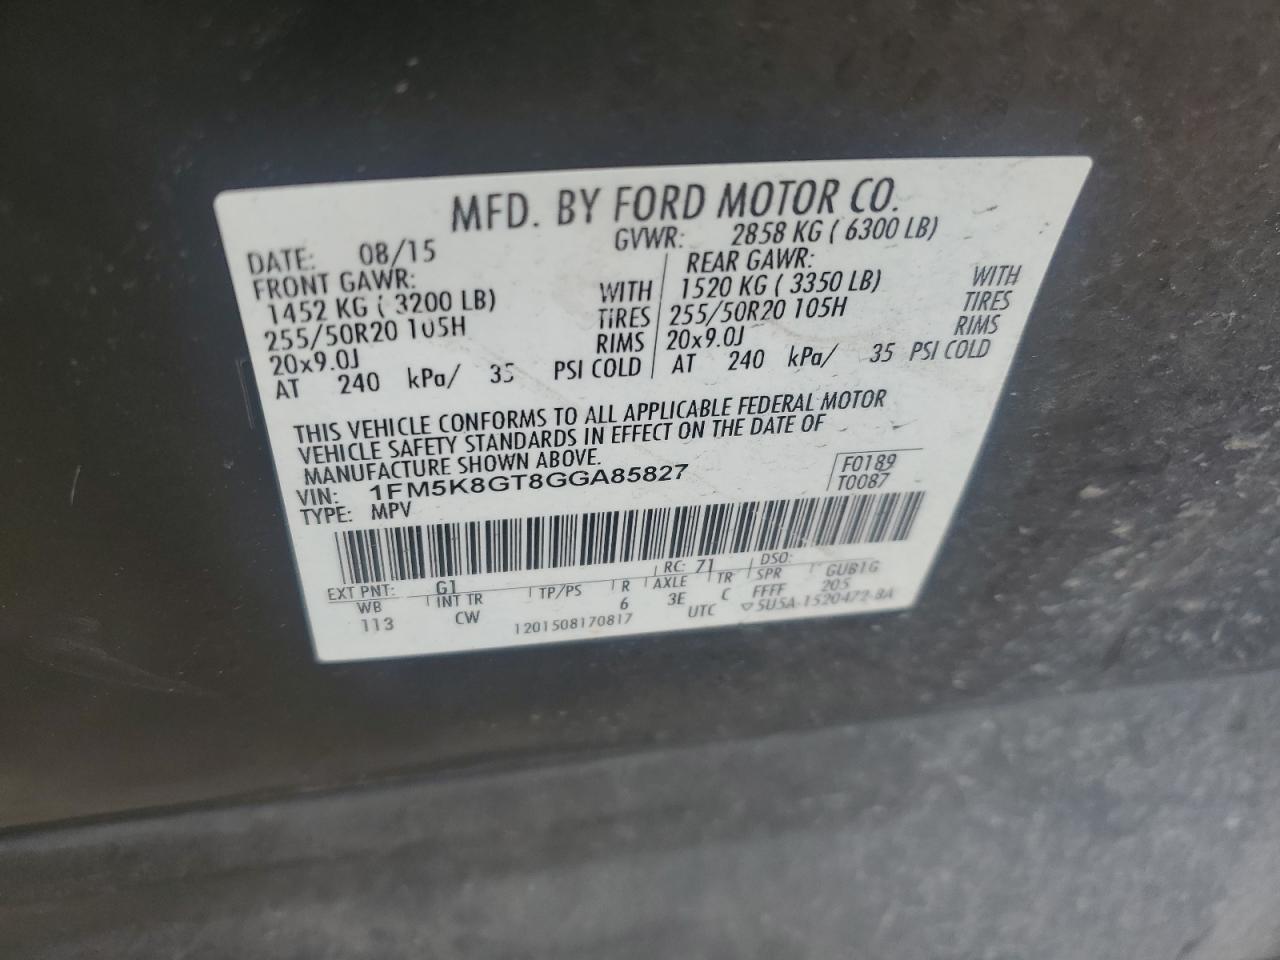 MFD. BY FORD MOTOR CO.
DATE: 08/15 GVWR: 2858 KG ( 6300 LB)
FRONT GAWR: REAR GAWR:
1452 KG ( 3200 LB) WITH 1520 KG ( 3350 LB) WITH
255/50R20 105H TIRES 255/50R20 105H TIRES
20x9.0J RIMS 20x9.0J RIMS
AT 240 kPa/ 35 PSI COLD AT 240 kPa/ 35 PSI COLD
THIS VEHICLE CONFORMS TO ALL APPLICABLE FEDERAL MOTOR
VEHICLE SAFETY STANDARDS IN EFFECT ON THE DATE OF
MANUFACTURE SHOWN ABOVE.
VIN: 1FM5K8GT8GGA85827 F0189
TYPE: MPV T0087
EXT PNT: G1 RC: 71 DSO:
WB INT TR TP/PS R AXLE TR SPR GUB1G
113 CW 6 3E C FFFF 205
1201508170817 UTC ▽5U5A-1520472-BA